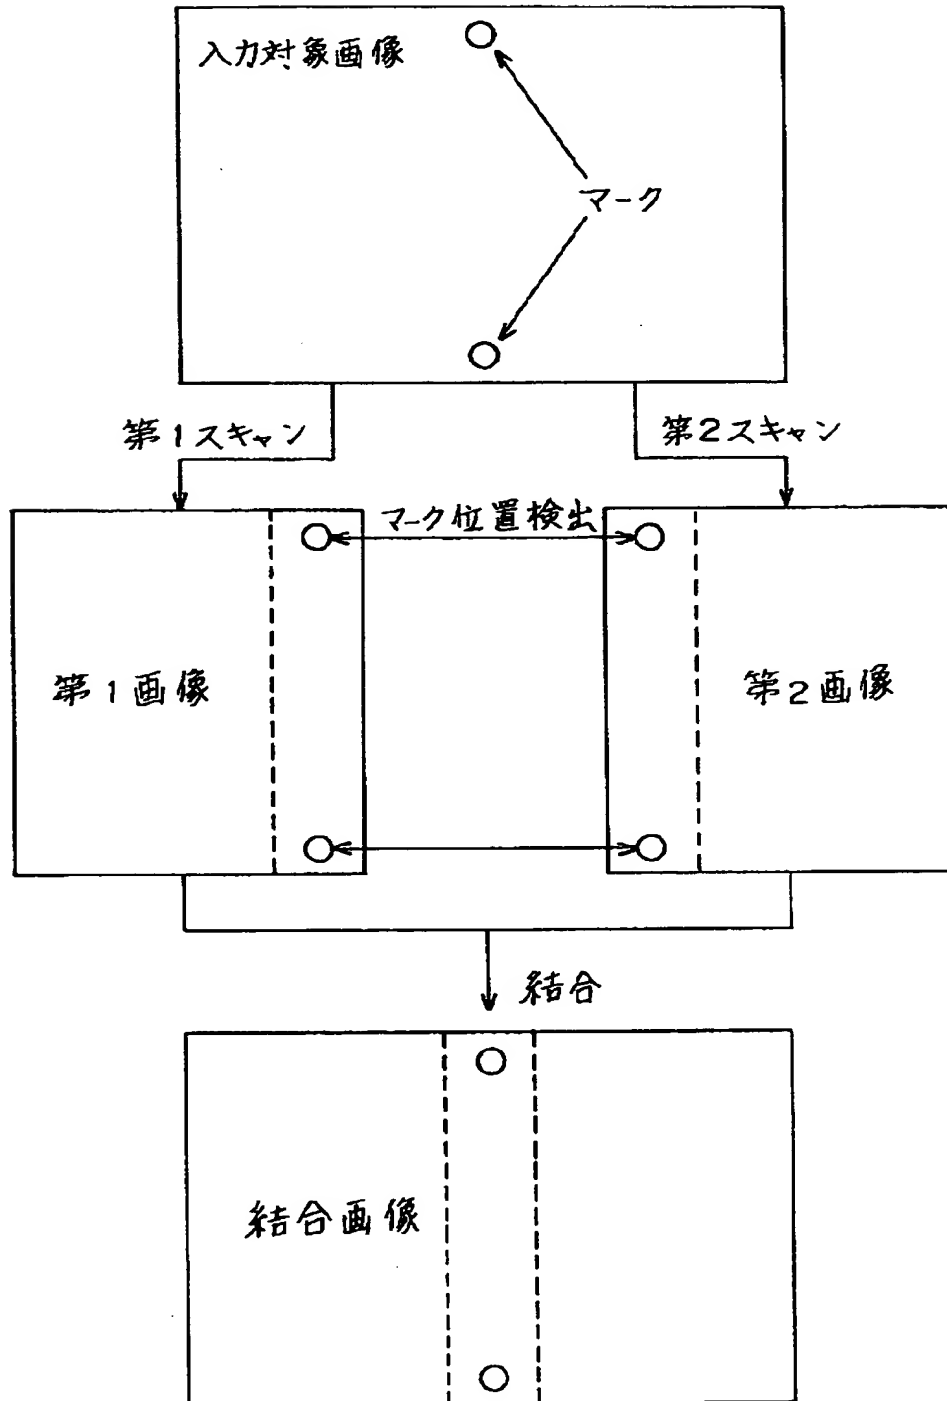 入力対象画像
マーク
第1スキャン
第2スキャン
マーク位置検出
第1画像
第2画像
結合
結合画像